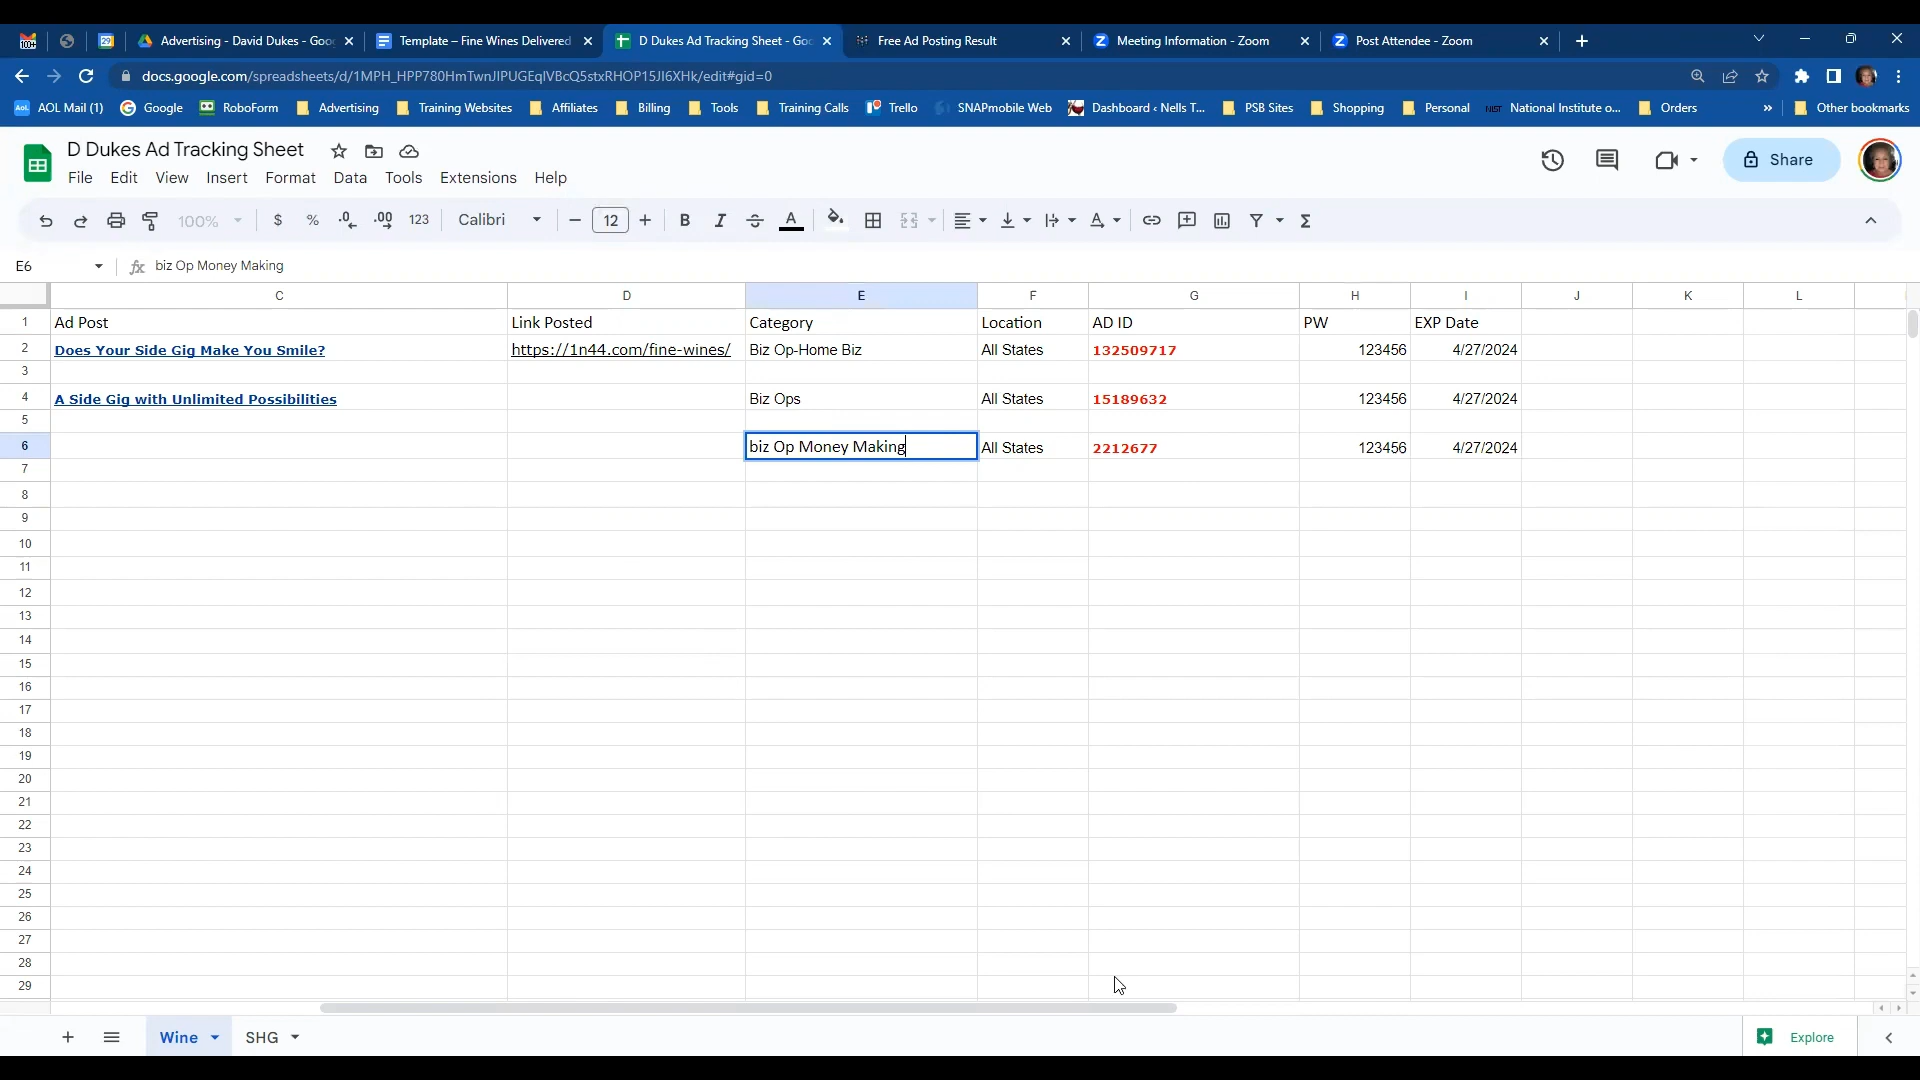 Advertising - David Dukes - Goo
Template – Fine Wines Delivered
D Dukes Ad Tracking Sheet - Goo
Free Ad Posting Result
Meeting Information - Zoom
Post Attendee - Zoom
docs.google.com/spreadsheets/d/1MPH_HPP780HmTwnJIPUGEqlVBcQ5stxRHOP15JI6XHk/edit#gid=0
AOL Mail (1) Google RoboForm Advertising Training Websites Affiliates Billing Tools Training Calls Trello SNAPmobile Web Dashboard ‹ Nells T... PSB Sites Shopping Personal National Institute o... Orders » Other bookmarks
D Dukes Ad Tracking Sheet
File Edit View Insert Format Data Tools Extensions Help
Share
100% $ % .0 .00 123 Calibri 12 B I A Σ
E6 fx biz Op Money Making
C D E F G H I J K L
1 Ad Post Link Posted Category Location AD ID PW EXP Date
2 Does Your Side Gig Make You Smile? https://1n44.com/fine-wines/ Biz Op-Home Biz All States 132509717 123456 4/27/2024
3
4 A Side Gig with Unlimited Possibilities Biz Ops All States 15189632 123456 4/27/2024
5
6 biz Op Money Making All States 2212677 123456 4/27/2024
7
8
9
10
11
12
13
14
15
16
17
18
19
20
21
22
23
24
25
26
27
28
29
Wine SHG Explore